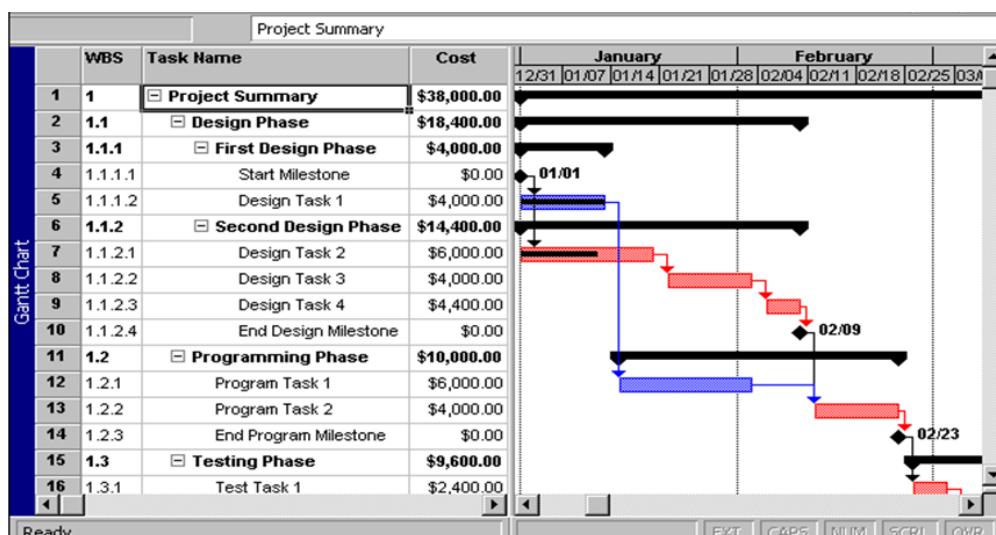 Project Summary
WBS Task Name Cost January February
12/31 01/07 01/14 01/21 01/28 02/04 02/11 02/18 02/25
1 1 Project Summary $38,000.00
2 1.1 Design Phase $18,400.00
3 1.1.1 First Design Phase $4,000.00
4 1.1.1.1 Start Milestone $0.00 01/01
5 1.1.1.2 Design Task 1 $4,000.00
6 1.1.2 Second Design Phase $14,400.00
7 1.1.2.1 Design Task 2 $6,000.00
8 1.1.2.2 Design Task 3 $4,000.00
9 1.1.2.3 Design Task 4 $4,400.00
10 1.1.2.4 End Design Milestone $0.00 02/09
11 1.2 Programming Phase $10,000.00
12 1.2.1 Program Task 1 $6,000.00
13 1.2.2 Program Task 2 $4,000.00
14 1.2.3 End Program Milestone $0.00 02/23
15 1.3 Testing Phase $9,600.00
16 1.3.1 Test Task 1 $2,400.00
Gantt Chart
Ready EXT CAPS NUM SCRL OVR